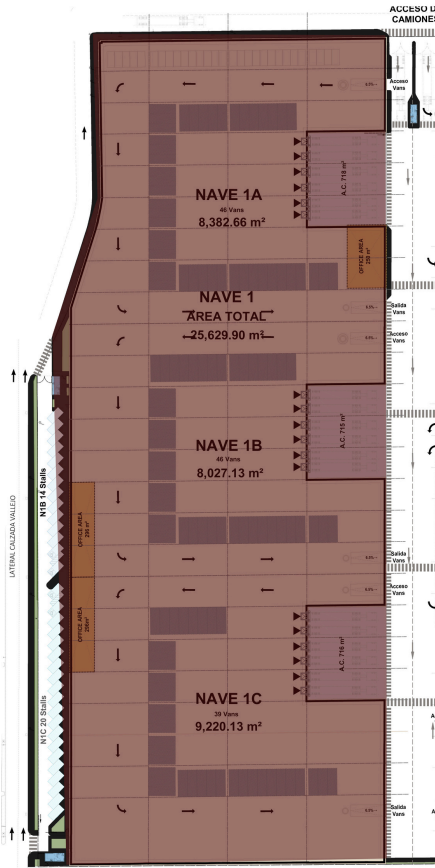 ACCESO D
CAMIONES
Acceso
Vans
NAVE 1A
46 Vans
8,382.66 m²
A.C. 718 m²
OFFICE AREA
NAVE 1
AREA TOTAL
25,629.90 m²
Salida
Vans
Acceso
Vans
NAVE 1B
46 Vans
8,027.13 m²
A.C. 715 m²
N1B 14 Stalls
OFFICE AREA
296 m²
LATERAL CALZADA VALLEJO
Salida
Vans
Acceso
Vans
OFFICE AREA
A.C. 716 m²
NAVE 1C
39 Vans
9,220.13 m²
N1C 20 Stalls
Salida
Vans